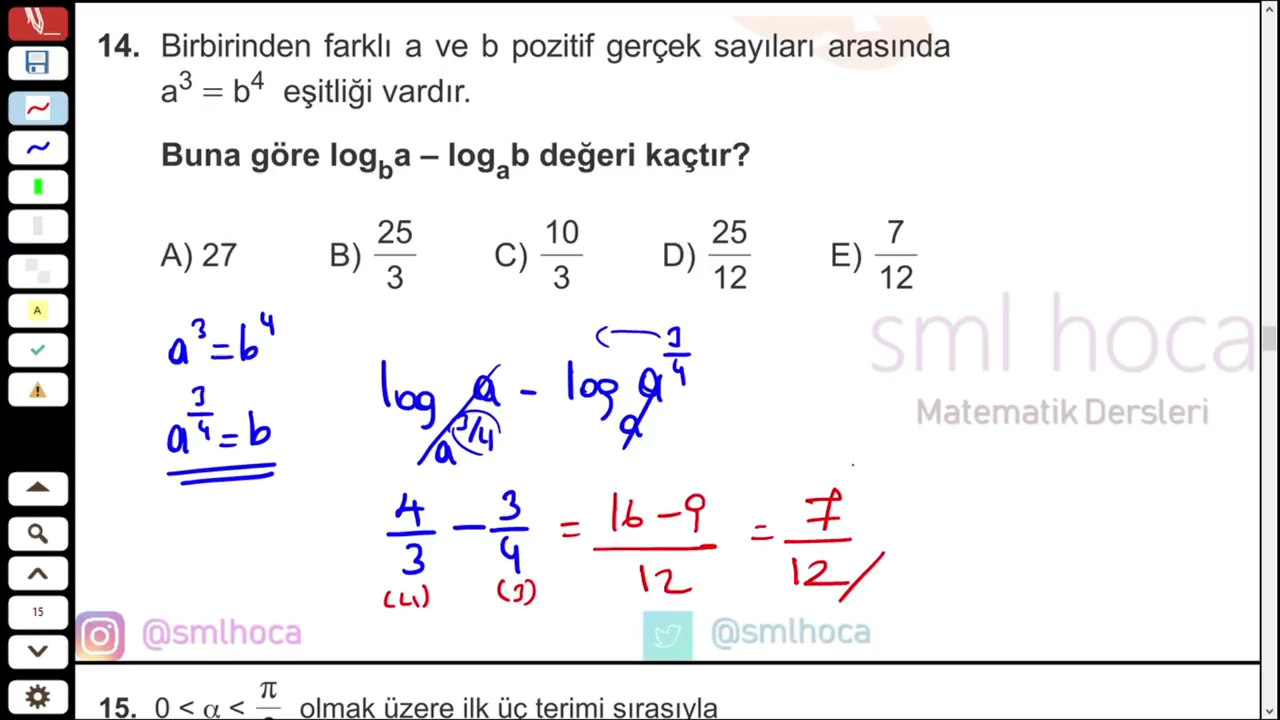 14. Birbirinden farklı a ve b pozitif gerçek sayıları arasında
a³ = b⁴ eşitliği vardır.
Buna göre log_b a – log_a b değeri kaçtır?
A) 27 B) 25/3 C) 10/3 D) 25/12 E) 7/12
a³ = b⁴
a^(3/4) = b
log_(a^(3/4)) a - log_a a^(3/4)
4/3 - 3/4 = (16 - 9)/12 = 7/12
(4) (3)
sml hoca
Matematik Dersleri
@smlhoca @smlhoca
A
15
15. 0 < α < π/
olmak üzere ilk üç terimi sırasıyla